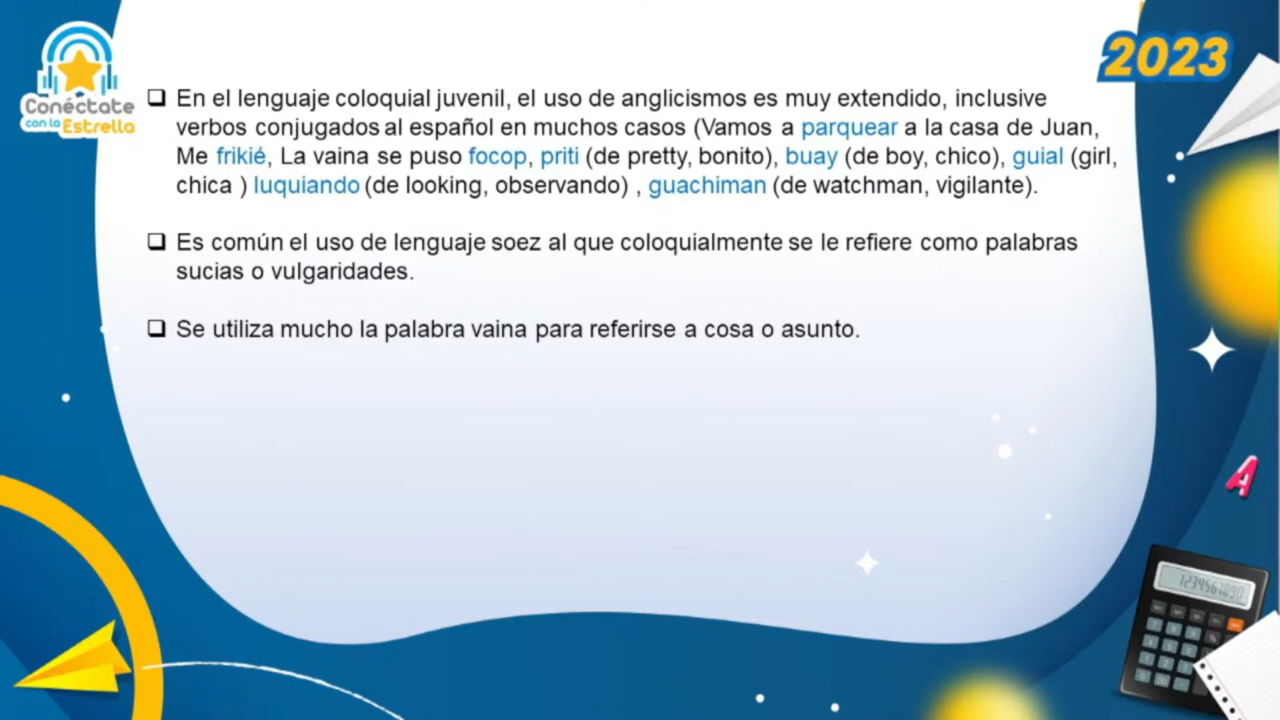 Conéctate
con la Estrella
2023
❑ En el lenguaje coloquial juvenil, el uso de anglicismos es muy extendido, inclusive
verbos conjugados al español en muchos casos (Vamos a parquear a la casa de Juan,
Me frikié, La vaina se puso focop, priti (de pretty, bonito), buay (de boy, chico), guial (girl,
chica ) luquiando (de looking, observando) , guachiman (de watchman, vigilante).
❑ Es común el uso de lenguaje soez al que coloquialmente se le refiere como palabras
sucias o vulgaridades.
❑ Se utiliza mucho la palabra vaina para referirse a cosa o asunto.
A
1234567890